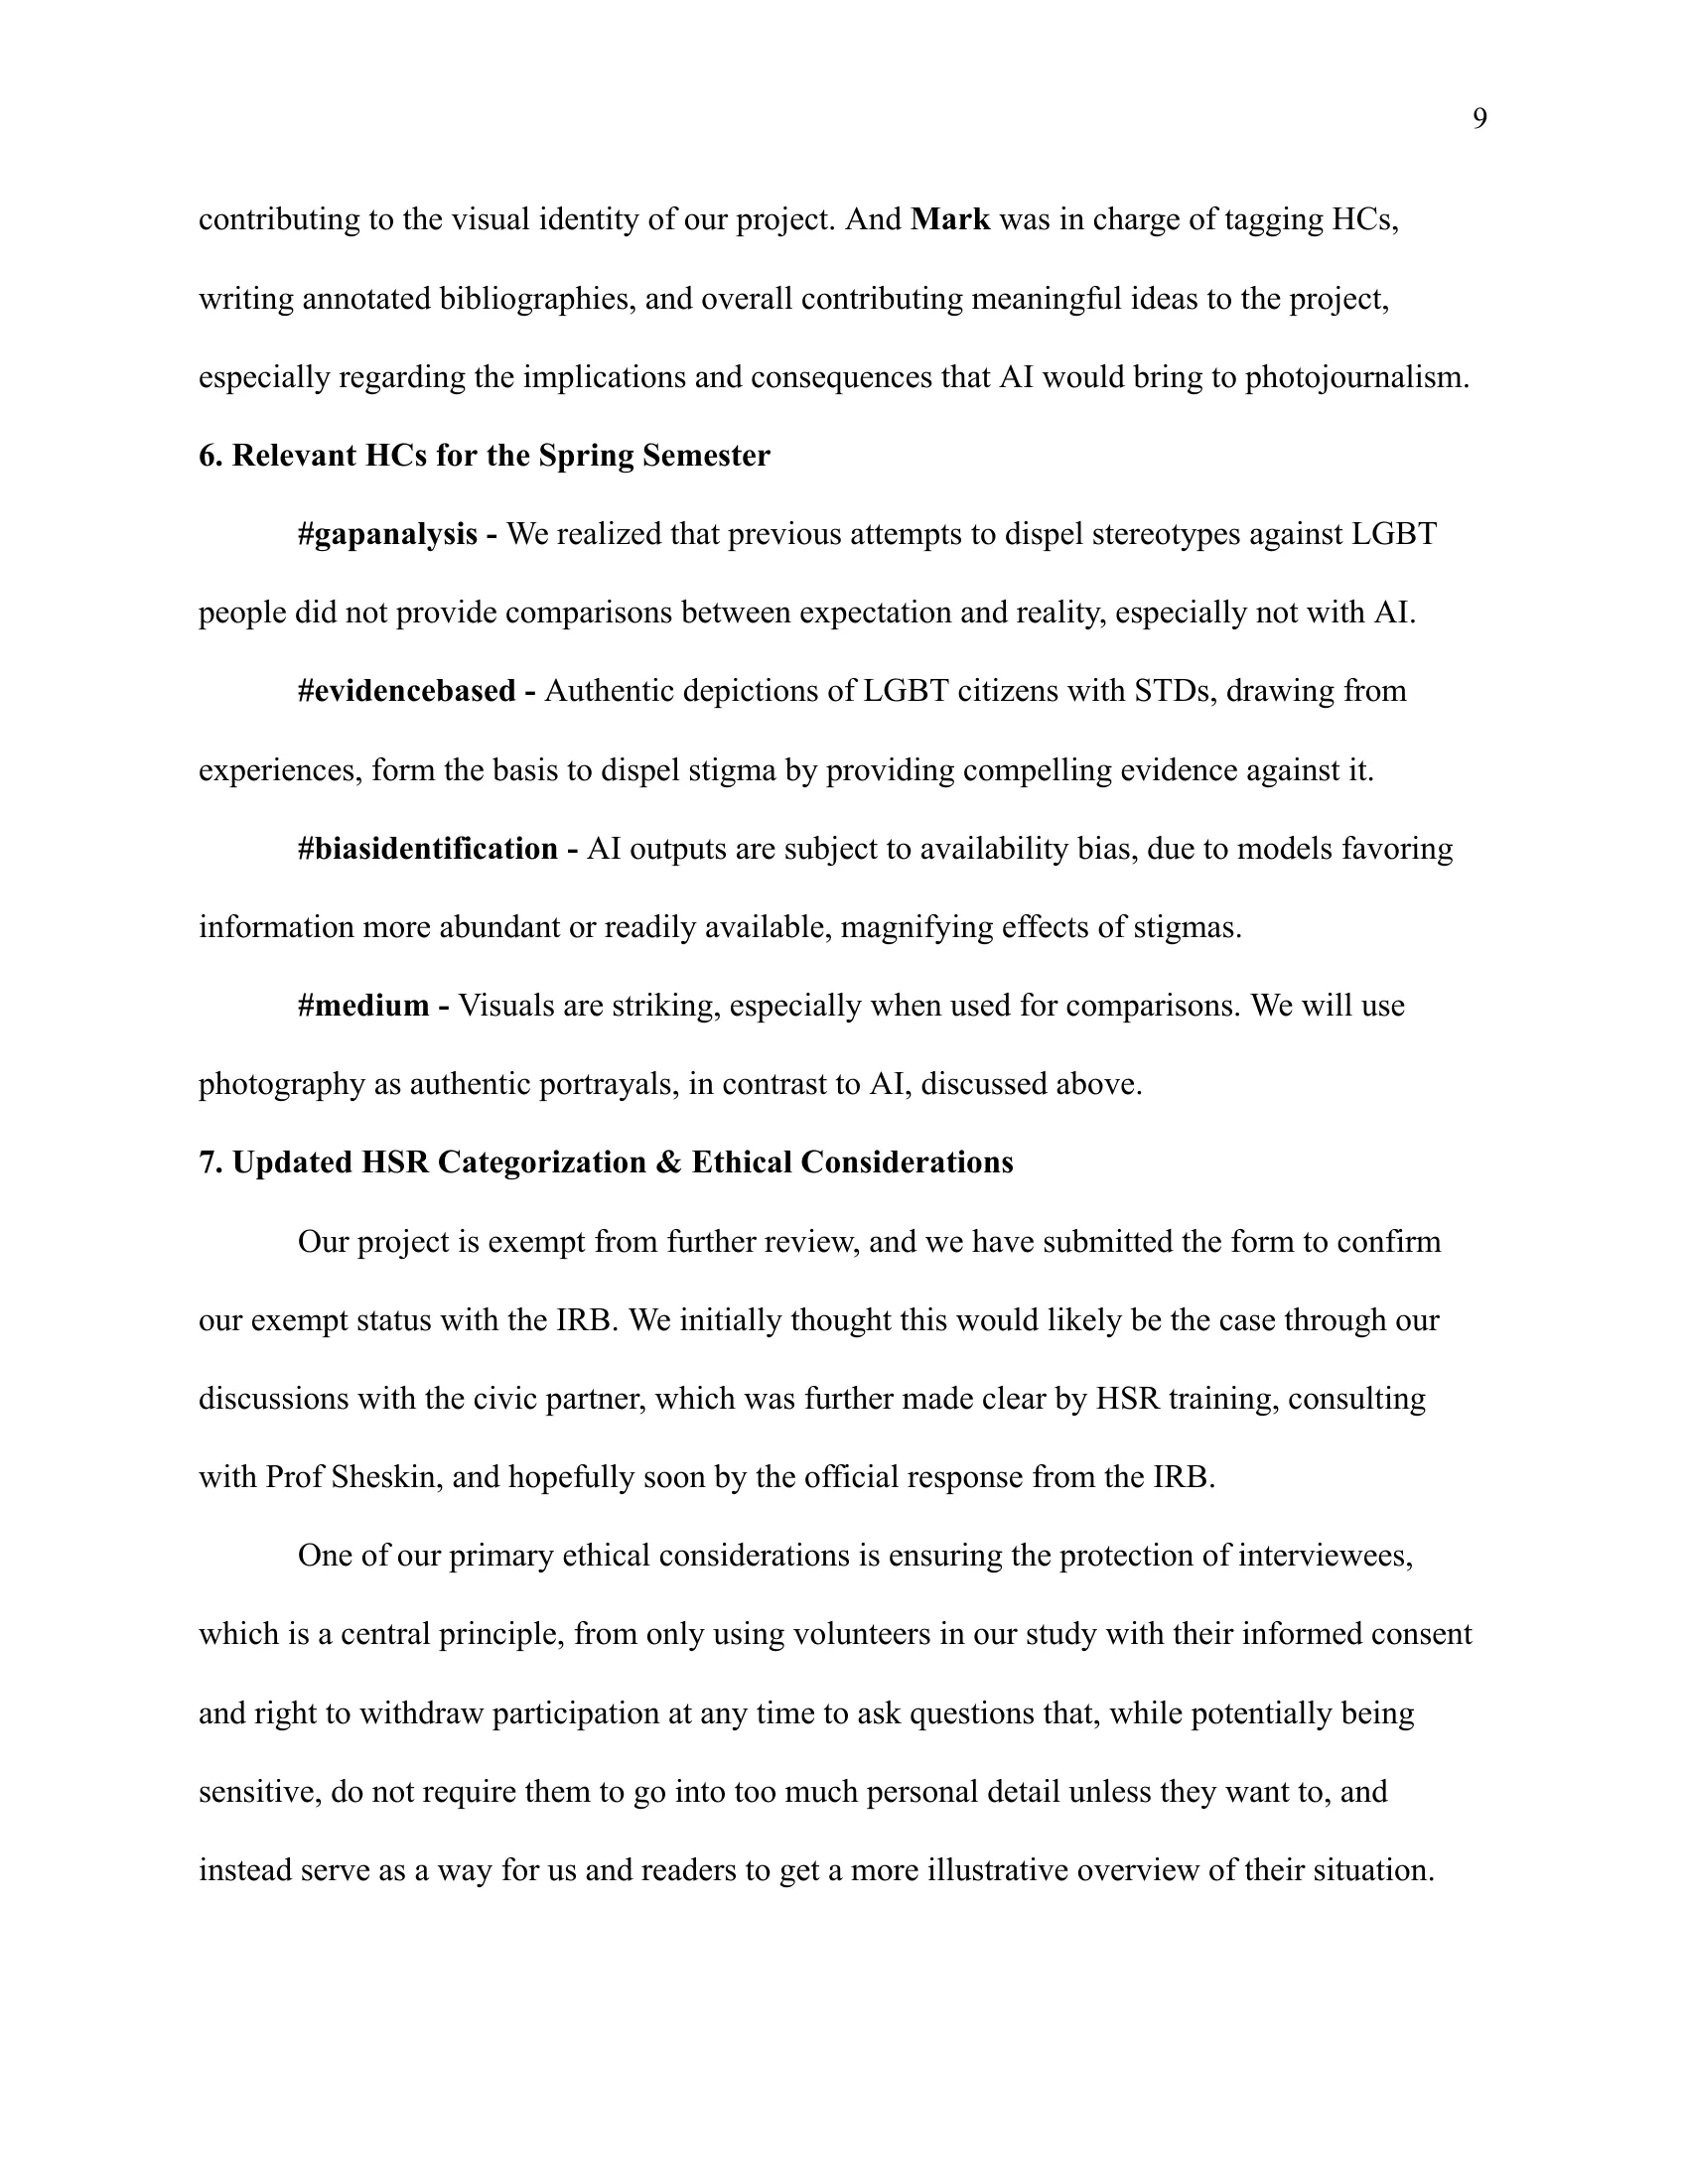 9
contributing to the visual identity of our project. And Mark was in charge of tagging HCs,
writing annotated bibliographies, and overall contributing meaningful ideas to the project,
especially regarding the implications and consequences that AI would bring to photojournalism.
6. Relevant HCs for the Spring Semester
#gapanalysis - We realized that previous attempts to dispel stereotypes against LGBT
people did not provide comparisons between expectation and reality, especially not with AI.
#evidencebased - Authentic depictions of LGBT citizens with STDs, drawing from
experiences, form the basis to dispel stigma by providing compelling evidence against it.
#biasidentification - AI outputs are subject to availability bias, due to models favoring
information more abundant or readily available, magnifying effects of stigmas.
#medium - Visuals are striking, especially when used for comparisons. We will use
photography as authentic portrayals, in contrast to AI, discussed above.
7. Updated HSR Categorization & Ethical Considerations
Our project is exempt from further review, and we have submitted the form to confirm
our exempt status with the IRB. We initially thought this would likely be the case through our
discussions with the civic partner, which was further made clear by HSR training, consulting
with Prof Sheskin, and hopefully soon by the official response from the IRB.
One of our primary ethical considerations is ensuring the protection of interviewees,
which is a central principle, from only using volunteers in our study with their informed consent
and right to withdraw participation at any time to ask questions that, while potentially being
sensitive, do not require them to go into too much personal detail unless they want to, and
instead serve as a way for us and readers to get a more illustrative overview of their situation.